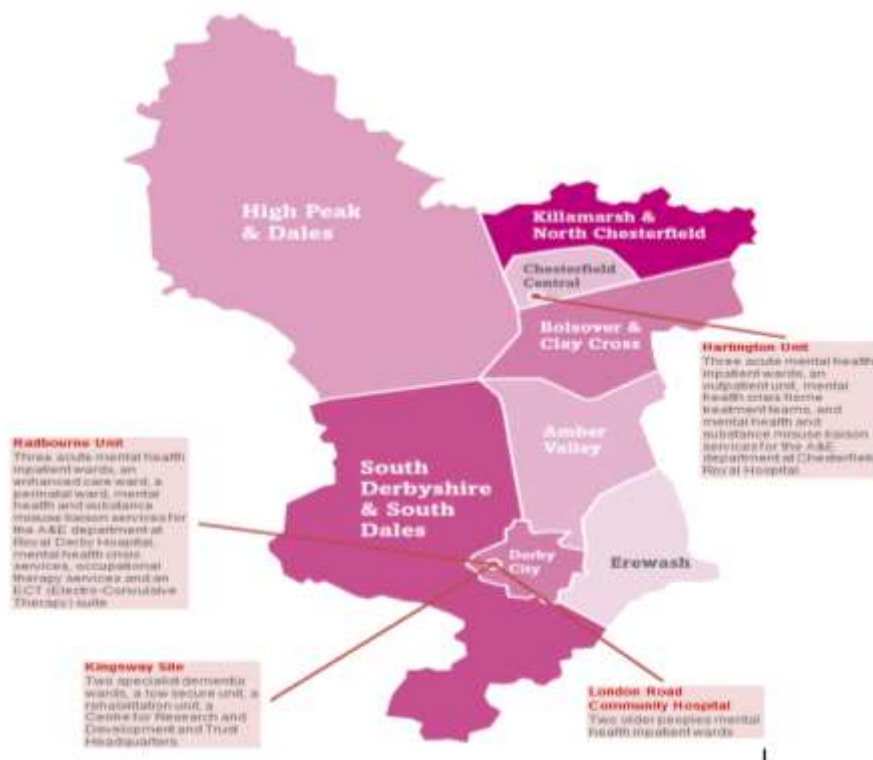 High Peak
& Dales
Killamarsh &
North Chesterfield
Chesterfield
Central
Bolsover &
Clay Cross
Hartington Unit
Three acute mental health
inpatient wards, an
outpatient unit, mental
health crisis home
treatment teams, and
mental health and
substance misuse liaison
services for the A&E
department at Chesterfield
Royal Hospital.
Amber
Valley
Radbourne Unit
Three acute mental health
inpatient wards, an
enhanced care ward, a
perinatal ward, mental
health and substance
misuse liaison services for
the A&E department at
Royal Derby Hospital,
mental health crisis
services, occupational
therapy services and an
ECT (Electro-Convulsive
Therapy) suite
South
Derbyshire
& South
Dales
Derby
City
Erewash
Kingsway Site
Two specialist dementia
wards, a low secure unit, a
rehabilitation unit, a
Centre for Research and
Development and Trust
Headquarters.
London Road
Community Hospital
Two older peoples mental
health inpatient wards